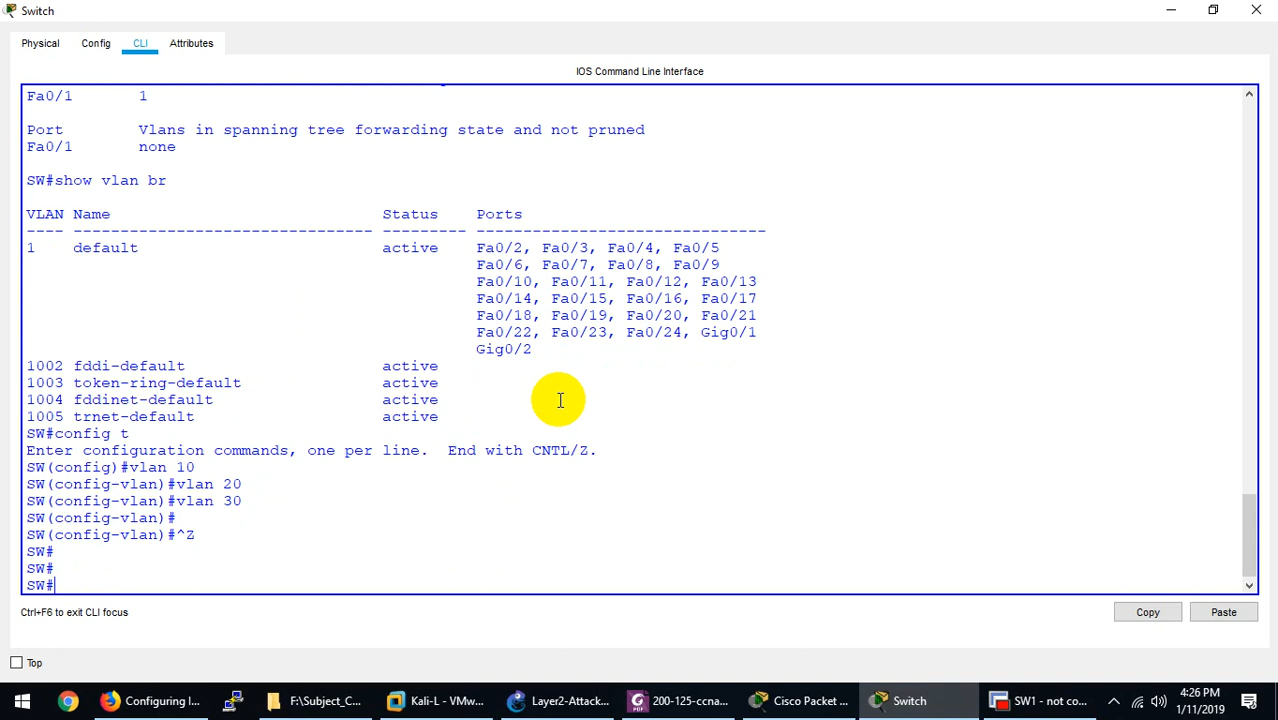 Switch
Physical Config CLI Attributes
IOS Command Line Interface
Fa0/1 1
Port Vlans in spanning tree forwarding state and not pruned
Fa0/1 none
SW#show vlan br
VLAN Name Status Ports
---- -------------------------------- --------- -------------------------------
1 default active Fa0/2, Fa0/3, Fa0/4, Fa0/5
Fa0/6, Fa0/7, Fa0/8, Fa0/9
Fa0/10, Fa0/11, Fa0/12, Fa0/13
Fa0/14, Fa0/15, Fa0/16, Fa0/17
Fa0/18, Fa0/19, Fa0/20, Fa0/21
Fa0/22, Fa0/23, Fa0/24, Gig0/1
Gig0/2
1002 fddi-default active
1003 token-ring-default active
1004 fddinet-default active
1005 trnet-default active
SW#config t
Enter configuration commands, one per line. End with CNTL/Z.
SW(config)#vlan 10
SW(config-vlan)#vlan 20
SW(config-vlan)#vlan 30
SW(config-vlan)#
SW(config-vlan)#^Z
SW#
SW#
SW#
Ctrl+F6 to exit CLI focus
Copy Paste
Top
Configuring I... F:\Subject_C... Kali-L - VMw... Layer2-Attack... 200-125-ccna... Cisco Packet ... Switch SW1 - not co... 4:26 PM
1/11/2019